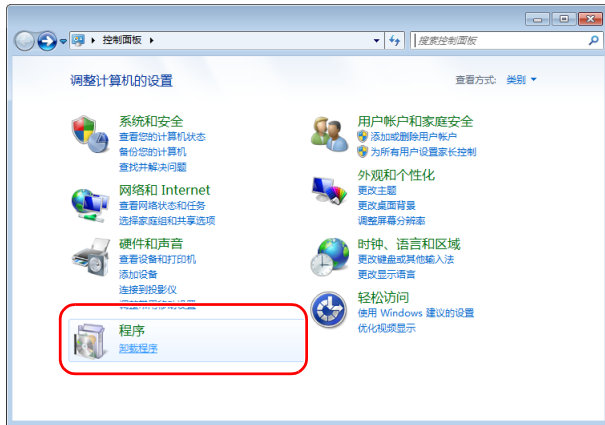 控制面板
搜索控制面板
调整计算机的设置
查看方式: 类别
系统和安全
查看您的计算机状态
备份您的计算机
查找并解决问题
网络和 Internet
查看网络状态和任务
选择家庭组和共享选项
硬件和声音
查看设备和打印机
添加设备
连接到投影仪
程序
卸载程序
用户帐户和家庭安全
添加或删除用户帐户
为所有用户设置家长控制
外观和个性化
更改主题
更改桌面背景
调整屏幕分辨率
时钟、语言和区域
更改键盘或其他输入法
更改显示语言
轻松访问
使用 Windows 建议的设置
优化视频显示